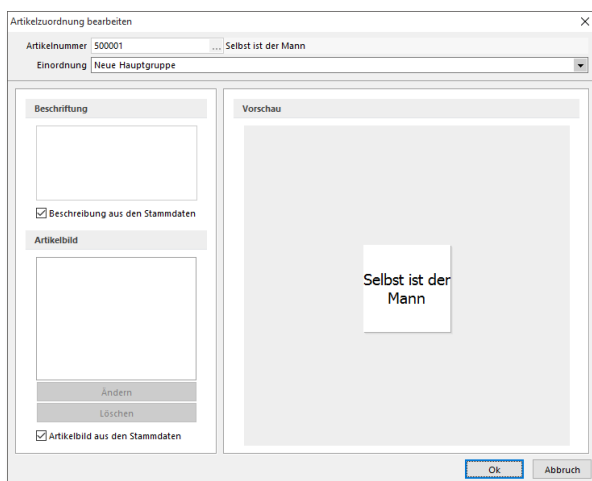 Artikelzuordnung bearbeiten
Artikelnummer 500001 ... Selbst ist der Mann
Einordnung Neue Hauptgruppe
Beschriftung
Beschreibung aus den Stammdaten
Artikelbild
Ändern
Löschen
Artikelbild aus den Stammdaten
Vorschau
Selbst ist der
Mann
Ok Abbruch